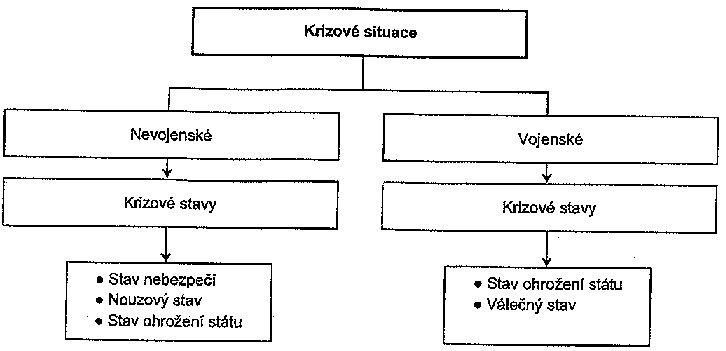 Krizové situace
Nevojenské
Vojenské
Krizové stavy
Krizové stavy
• Stav nebezpečí
• Nouzový stav
• Stav ohrožení státu
• Stav ohrožení státu
• Válečný stav